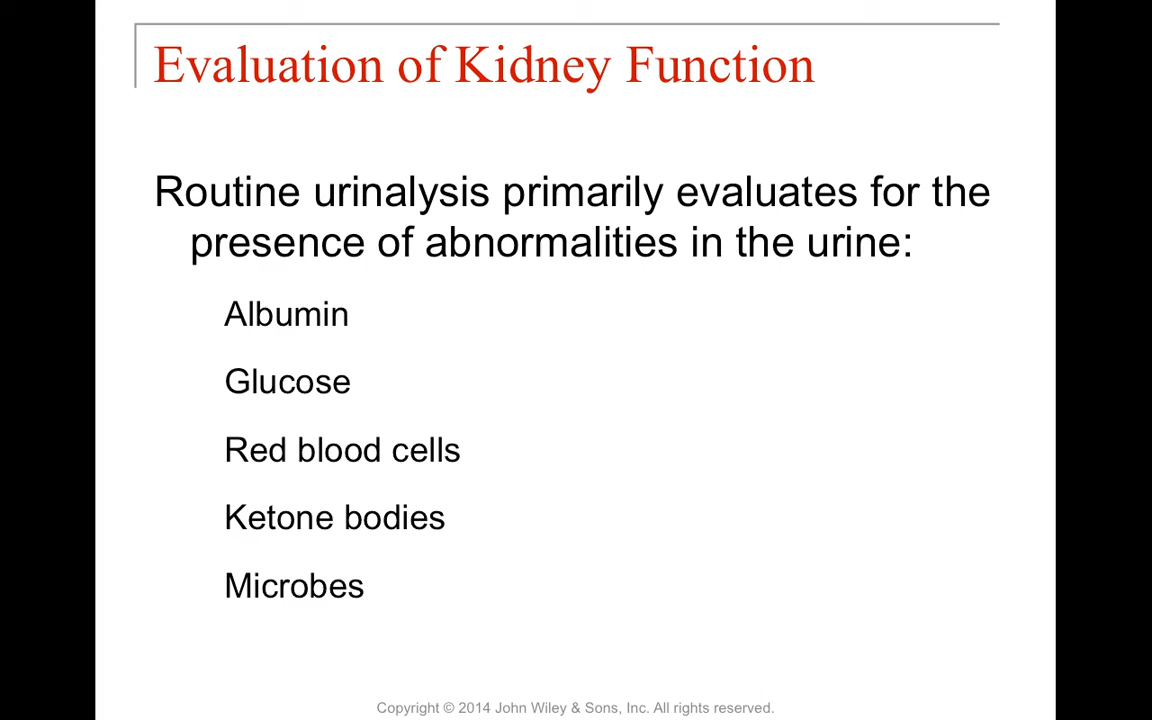 Evaluation of Kidney Function
Routine urinalysis primarily evaluates for the
presence of abnormalities in the urine:
Albumin
Glucose
Red blood cells
Ketone bodies
Microbes
Copyright © 2014 John Wiley & Sons, Inc. All rights reserved.